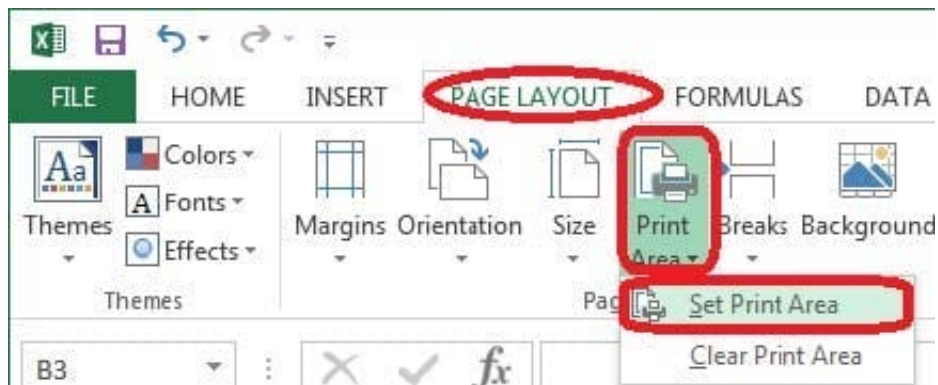 FILE HOME INSERT PAGE LAYOUT FORMULAS DATA
Aa Colors
A Fonts
Themes Effects Margins Orientation Size Print Area Breaks Background
Themes Pag
Set Print Area
Clear Print Area
B3 fx